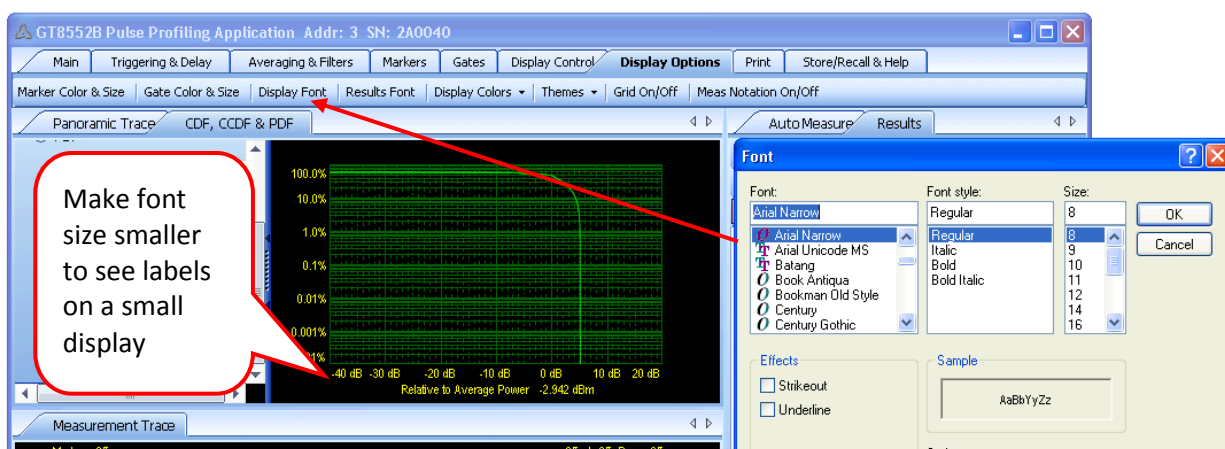 GT8552B Pulse Profiling Application Addr: 3 SN: 2A0040
Main Triggering & Delay Averaging & Filters Markers Gates Display Control Display Options Print Store/Recall & Help
Marker Color & Size Gate Color & Size Display Font Results Font Display Colors Themes Grid On/Off Meas Notation On/Off
Panoramic Trace CDF, CCDF & PDF
Auto Measure Results
Make font
size smaller
to see labels
on a small
display
100.0%
10.0%
1.0%
0.1%
0.01%
0.001%
-40 dB -30 dB -20 dB -10 dB 0 dB 10 dB 20 dB
Relative to Average Power -2.942 dBm
Measurement Trace
Font
Font:
Arial Narrow
Arial Narrow
Arial Unicode MS
Batang
Book Antiqua
Bookman Old Style
Century
Century Gothic
Font style:
Regular
Regular
Italic
Bold
Bold Italic
Size:
8
8
9
10
11
12
14
16
OK
Cancel
Effects
Strikeout
Underline
Sample
AaBbYyZz